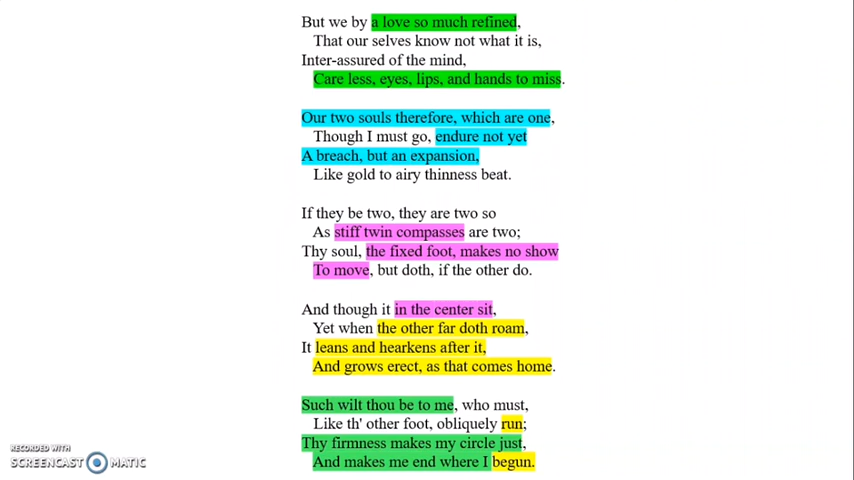 But we by a love so much refined,
That our selves know not what it is,
Inter-assured of the mind,
Care less, eyes, lips, and hands to miss.
Our two souls therefore, which are one,
Though I must go, endure not yet
A breach, but an expansion,
Like gold to airy thinness beat.
If they be two, they are two so
As stiff twin compasses are two;
Thy soul, the fixed foot, makes no show
To move, but doth, if the other do.
And though it in the center sit,
Yet when the other far doth roam,
It leans and hearkens after it,
And grows erect, as that comes home.
Such wilt thou be to me, who must,
Like th' other foot, obliquely run;
Thy firmness makes my circle just,
And makes me end where I begun.
RECORDED WITH
SCREENCAST MATIC